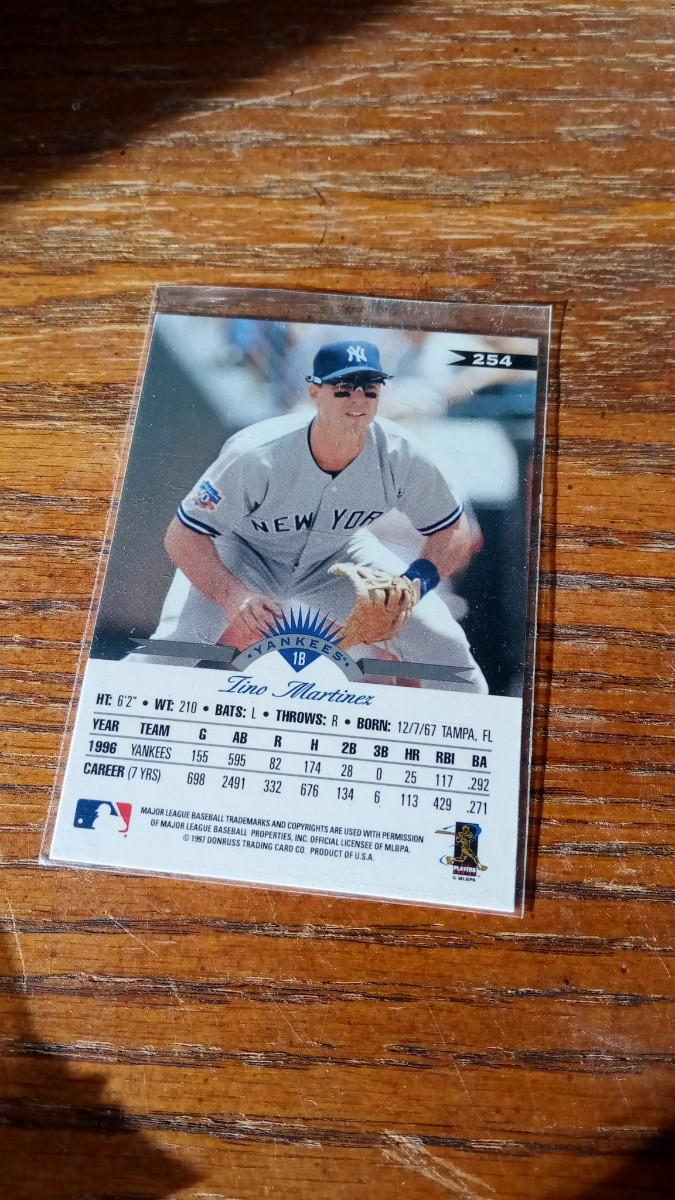 254
NY
NEW YOR
YANKEES
1B
Tino Martinez
HT: 6'2" • WT: 210 • BATS: L • THROWS: R • BORN: 12/7/67 TAMPA, FL
YEAR TEAM G AB R H 2B 3B HR RBI BA
1996 YANKEES 155 595 82 174 28 0 25 117 .292
CAREER (7 YRS) 698 2491 332 676 134 6 113 429 .271
MAJOR LEAGUE BASEBALL TRADEMARKS AND COPYRIGHTS ARE USED WITH PERMISSION
OF MAJOR LEAGUE BASEBALL PROPERTIES, INC. OFFICIAL LICENSEE OF MLBPA.
© 1997 DONRUSS TRADING CARD CO. PRODUCT OF U.S.A.
PLAYERS
© MLBPA